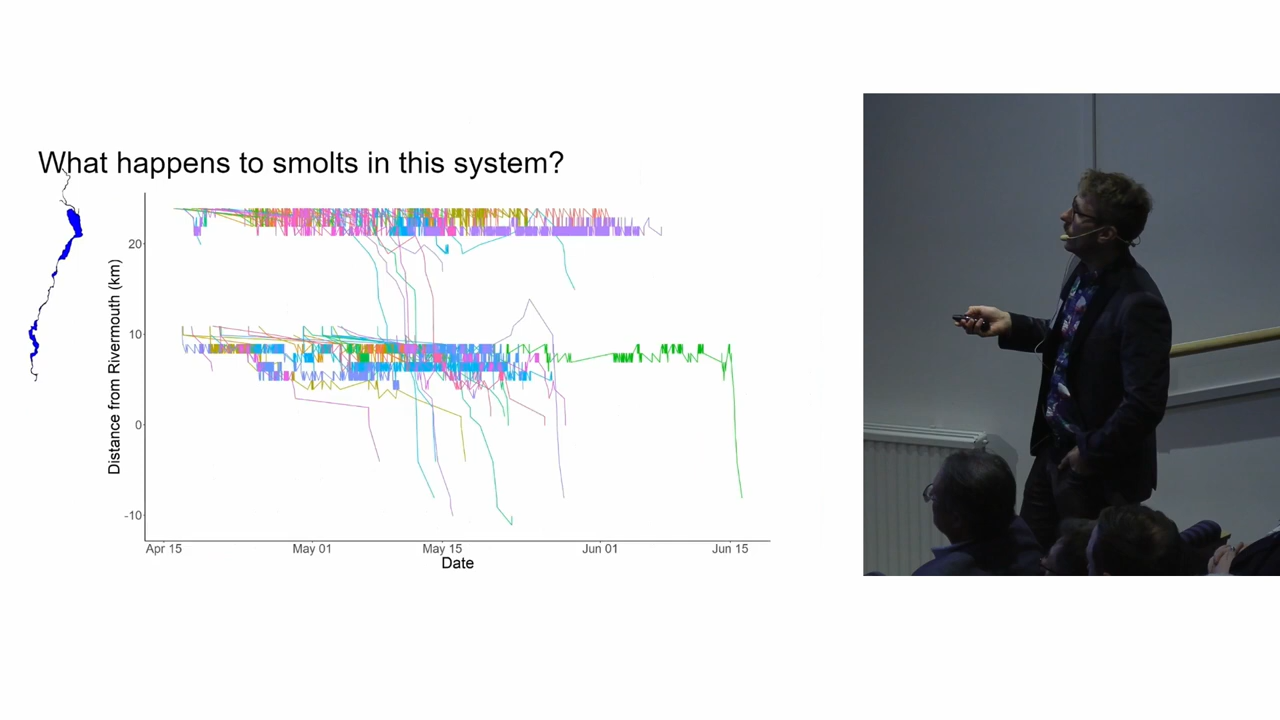 What happens to smolts in this system?
Distance from Rivermouth (km)
20
10
0
-10
Apr 15 May 01 May 15 Jun 01 Jun 15
Date